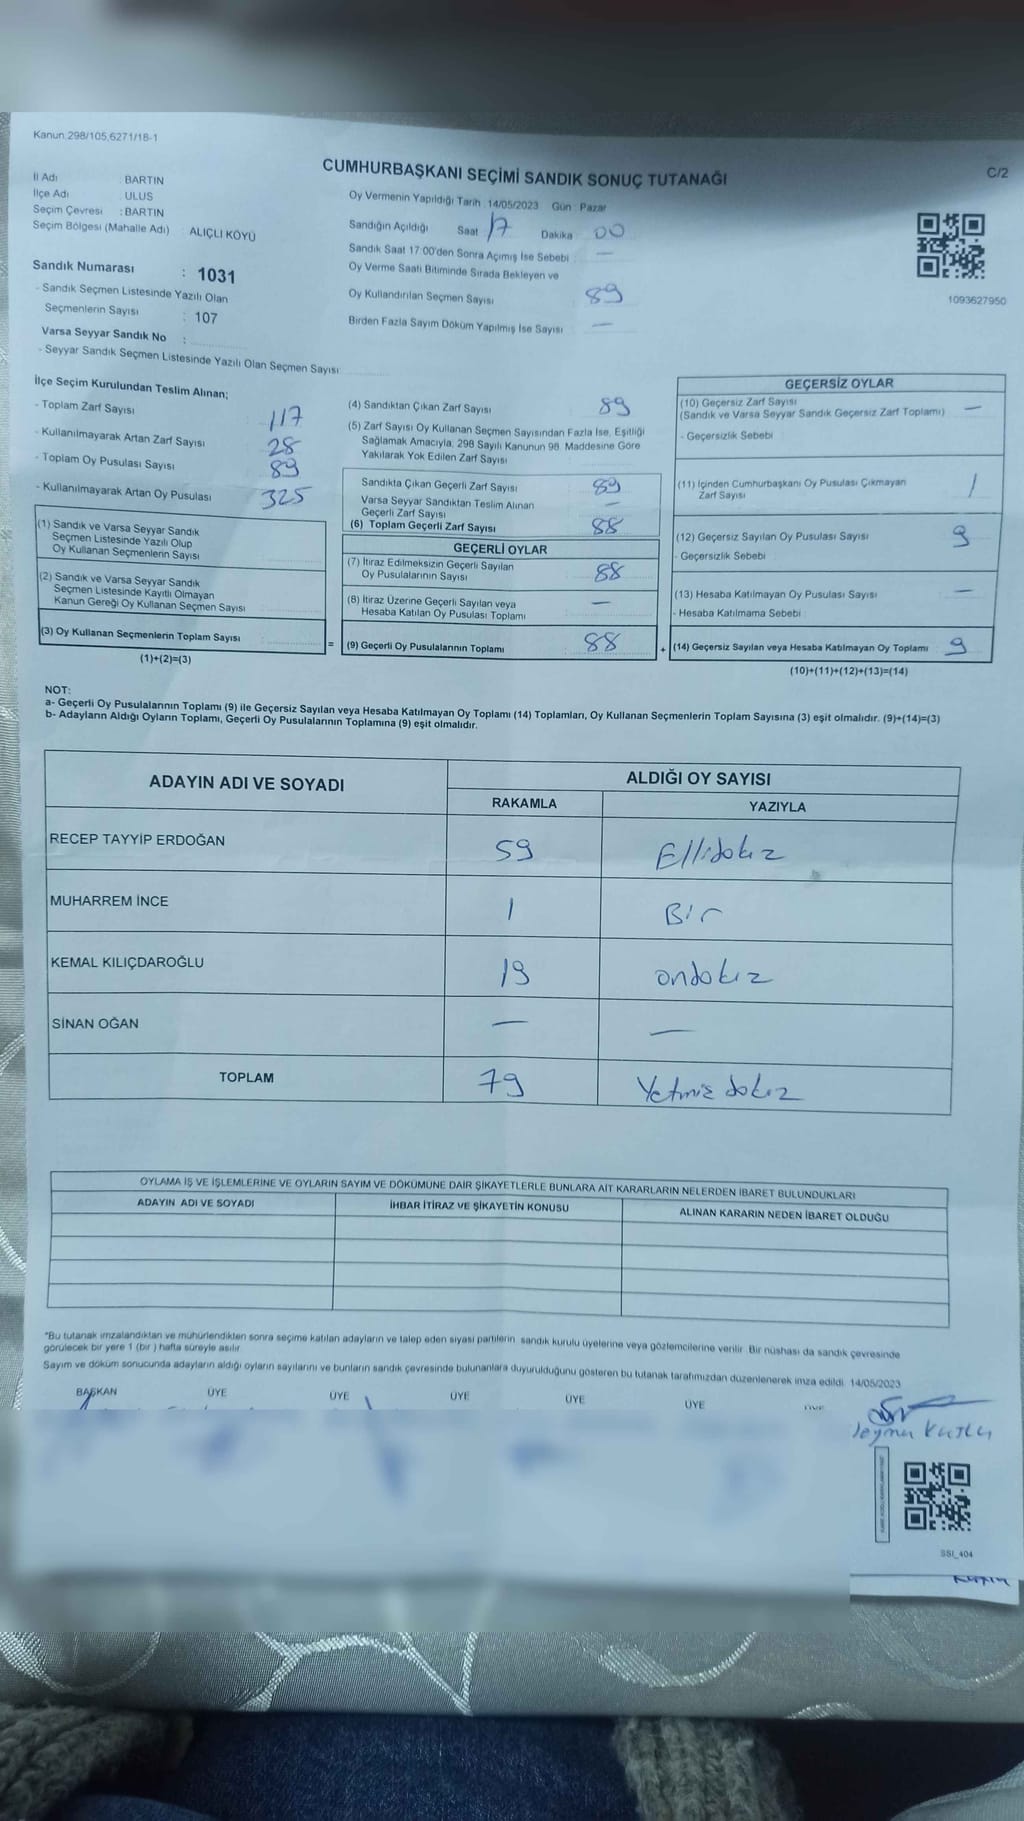 Kanun:298/105,6271/18-1
CUMHURBAŞKANI SEÇİMİ SANDIK SONUÇ TUTANAĞI
C/2
İl Adı : BARTIN
İlçe Adı : ULUS
Seçim Çevresi : BARTIN
Seçim Bölgesi (Mahalle Adı) : ALIÇLI KÖYÜ
Sandık Numarası : 1031
- Sandık Seçmen Listesinde Yazılı Olan
Seçmenlerin Sayısı : 107
Varsa Seyyar Sandık No :
- Seyyar Sandık Seçmen Listesinde Yazılı Olan Seçmen Sayısı
Oy Vermenin Yapıldığı Tarih : 14/05/2023 Gün : Pazar
Sandığın Açıldığı Saat 17 Dakika 00
Sandık Saat 17:00'den Sonra Açımış İse Sebebi : —
Oy Verme Saati Bitiminde Sırada Bekleyen ve
Oy Kullandırılan Seçmen Sayısı 89
Birden Fazla Sayım Döküm Yapılmış İse Sayısı —
1093627950
İlçe Seçim Kurulundan Teslim Alınan;
- Toplam Zarf Sayısı 117
- Kullanılmayarak Artan Zarf Sayısı 28
- Toplam Oy Pusulası Sayısı 89
- Kullanılmayarak Artan Oy Pusulası 325
(1) Sandık ve Varsa Seyyar Sandık
Seçmen Listesinde Yazılı Olup
Oy Kullanan Seçmenlerin Sayısı
(2) Sandık ve Varsa Seyyar Sandık
Seçmen Listesinde Kayıtlı Olmayan
Kanun Gereği Oy Kullanan Seçmen Sayısı
(3) Oy Kullanan Seçmenlerin Toplam Sayısı
(1)+(2)=(3)
(4) Sandıktan Çıkan Zarf Sayısı 89
(5) Zarf Sayısı Oy Kullanan Seçmen Sayısından Fazla İse, Eşitliği
Sağlamak Amacıyla, 298 Sayılı Kanunun 98. Maddesine Göre
Yakılarak Yok Edilen Zarf Sayısı
Sandıkta Çıkan Geçerli Zarf Sayısı 89
Varsa Seyyar Sandıktan Teslim Alınan —
Geçerli Zarf Sayısı
(6) Toplam Geçerli Zarf Sayısı 88
GEÇERLİ OYLAR
(7) İtiraz Edilmeksizin Geçerli Sayılan
Oy Pusulalarının Sayısı 88
(8) İtiraz Üzerine Geçerli Sayılan veya —
Hesaba Katılan Oy Pusulası Toplamı
= (9) Geçerli Oy Pusulalarının Toplamı 88
GEÇERSİZ OYLAR
(10) Geçersiz Zarf Sayısı —
(Sandık ve Varsa Seyyar Sandık Geçersiz Zarf Toplamı)
- Geçersizlik Sebebi
(11) İçinden Cumhurbaşkanı Oy Pusulası Çıkmayan 1
Zarf Sayısı
(12) Geçersiz Sayılan Oy Pusulası Sayısı 9
- Geçersizlik Sebebi
(13) Hesaba Katılmayan Oy Pusulası Sayısı —
- Hesaba Katılmama Sebebi
+ (14) Geçersiz Sayılan veya Hesaba Katılmayan Oy Toplamı 9
(10)+(11)+(12)+(13)=(14)
NOT:
a- Geçerli Oy Pusulalarının Toplamı (9) ile Geçersiz Sayılan veya Hesaba Katılmayan Oy Toplamı (14) Toplamları, Oy Kullanan Seçmenlerin Toplam Sayısına (3) eşit olmalıdır. (9)+(14)=(3)
b- Adayların Aldığı Oyların Toplamı, Geçerli Oy Pusulalarının Toplamına (9) eşit olmalıdır.
ADAYIN ADI VE SOYADI ALDIĞI OY SAYISI
RAKAMLA YAZIYLA
RECEP TAYYİP ERDOĞAN 59 Ellidokız
MUHARREM İNCE 1 Bir
KEMAL KILIÇDAROĞLU 19 ondokız
SİNAN OĞAN — —
TOPLAM 79 Yetmiz dokız
OYLAMA İŞ VE İŞLEMLERİNE VE OYLARIN SAYIM VE DÖKÜMÜNE DAİR ŞİKAYETLERLE BUNLARA AİT KARARLARIN NELERDEN İBARET BULUNDUKLARI
ADAYIN ADI VE SOYADI İHBAR İTİRAZ VE ŞİKAYETİN KONUSU ALINAN KARARIN NEDEN İBARET OLDUĞU
"Bu tutanak imzalandıktan ve mühürlendikten sonra seçime katılan adayların ve talep eden siyasi partilerin sandık kurulu üyelerine veya gözlemcilerine verilir. Bir nüshası da sandık çevresinde
görülecek bir yere 1 (bir) hafta süreyle asılır.
Sayım ve döküm sonucunda adayların aldığı oyların sayılarını ve bunların sandık çevresinde bulunanlara duyurulduğunu gösteren bu tutanak tarafımızdan düzenlenerek imza edildi. 14/05/2023
BAŞKAN ÜYE ÜYE ÜYE ÜYE ÜYE
SSI_404